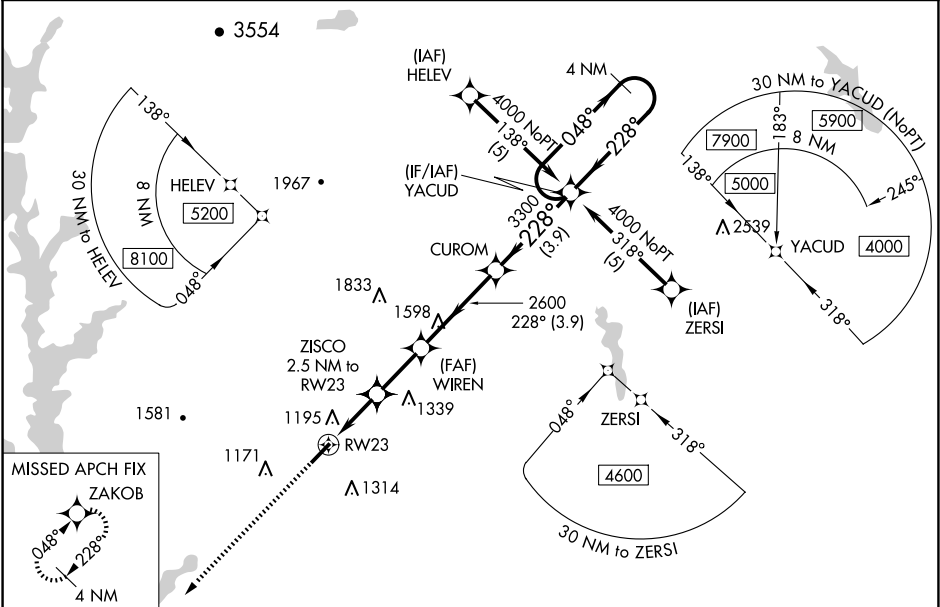 3554
(IAF)
HELEV
4000 NoPT
138°
(5)
4 NM
048°
228°
(IF/IAF)
YACUD
3300
228°
(3.9)
4000 NoPT
318°
(5)
(IAF)
ZERSI
CUROM
2600
228° (3.9)
1833
1598
(FAF)
WIREN
ZISCO
2.5 NM to
RW23
1339
1195
RW23
1581
1171
1314
1967
138°
HELEV
8 NM
5200
30 NM to HELEV
8100
048°
30 NM to YACUD (NoPT)
183°
5900
7900
8 NM
138°
5000
245°
2539
YACUD
4000
318°
048°
ZERSI
318°
4600
30 NM to ZERSI
MISSED APCH FIX
ZAKOB
048°
228°
4 NM